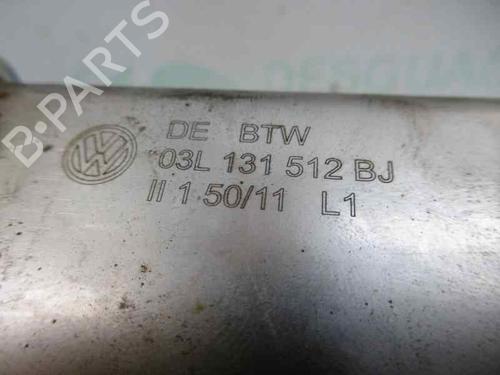 B-PARTS
DE BTW
03L 131 512 BJ
II 1 50/11 L1